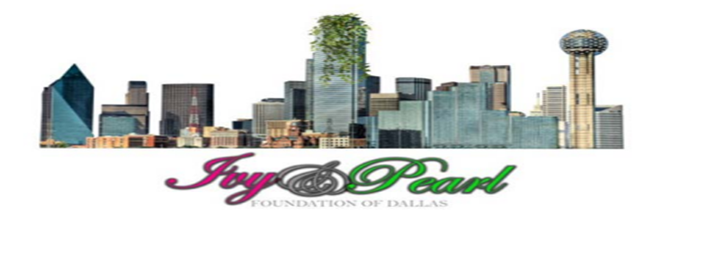 Ivy & Pearl
FOUNDATION OF DALLAS